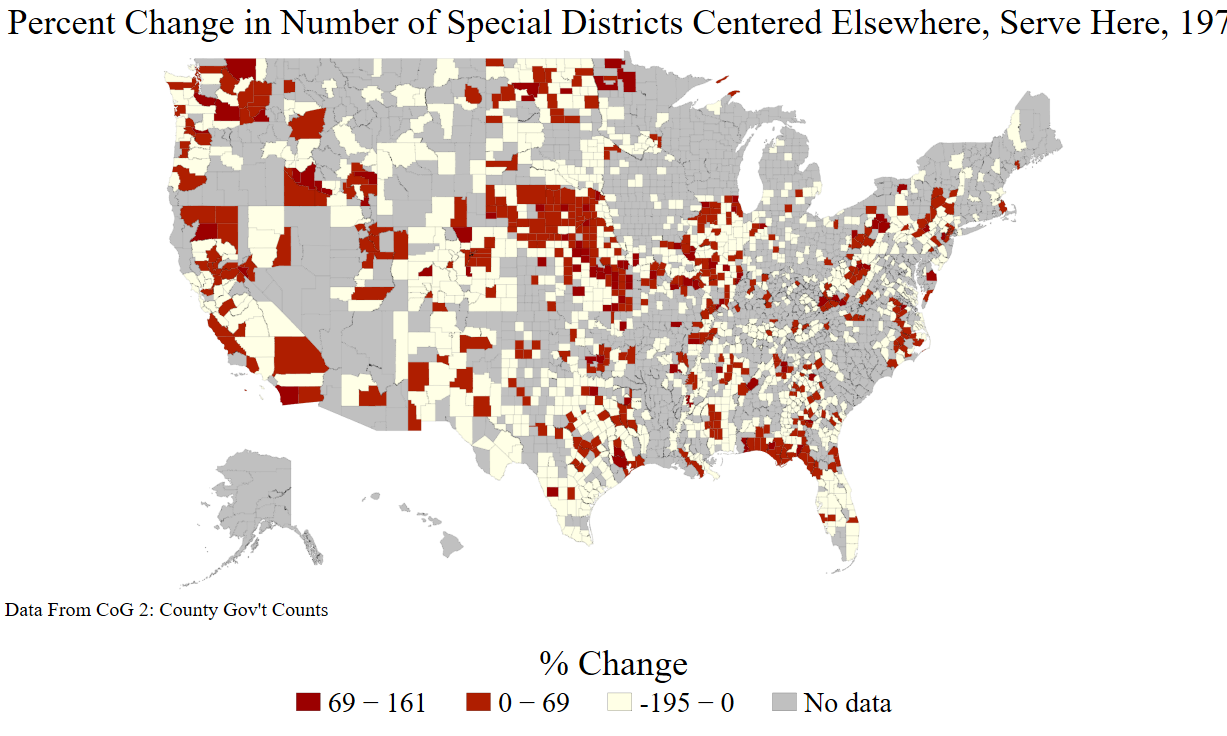 Percent Change in Number of Special Districts Centered Elsewhere, Serve Here, 197
Data From CoG 2: County Gov't Counts
% Change
69 − 161 0 − 69 -195 − 0 No data